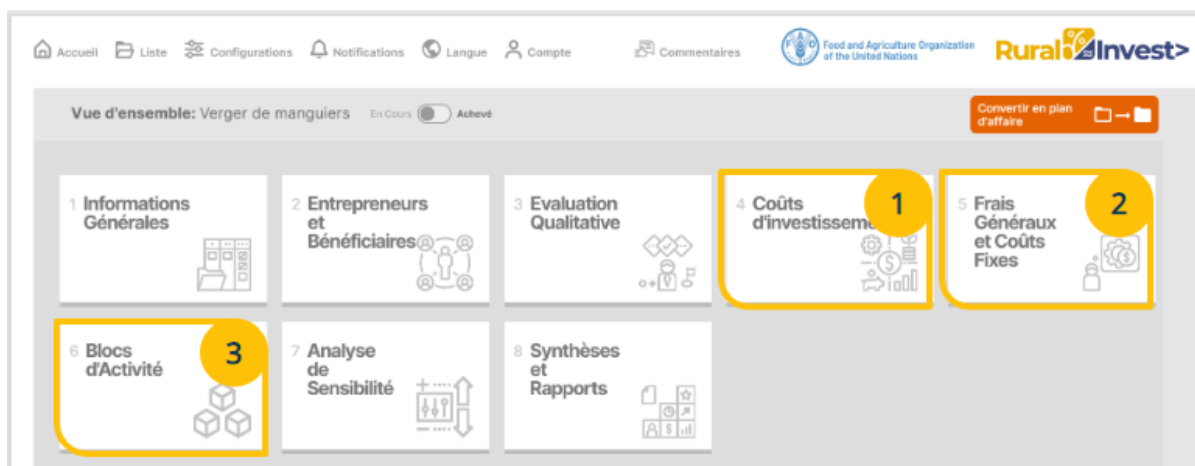 Accueil Liste Configurations Notifications Langue Compte Commentaires
Food and Agriculture Organization
of the United Nations
Rural Invest>
Vue d'ensemble: Verger de manguiers En Cours Achevé
Convertir en plan
d'affaire
1 Informations
Générales
2 Entrepreneurs
et
Bénéficiaires
3 Evaluation
Qualitative
4 Coûts
d'investisseme
1
5 Frais
Généraux
et Coûts
Fixes
2
6 Blocs
d'Activité
3
7 Analyse
de
Sensibilité
8 Synthèses
et
Rapports